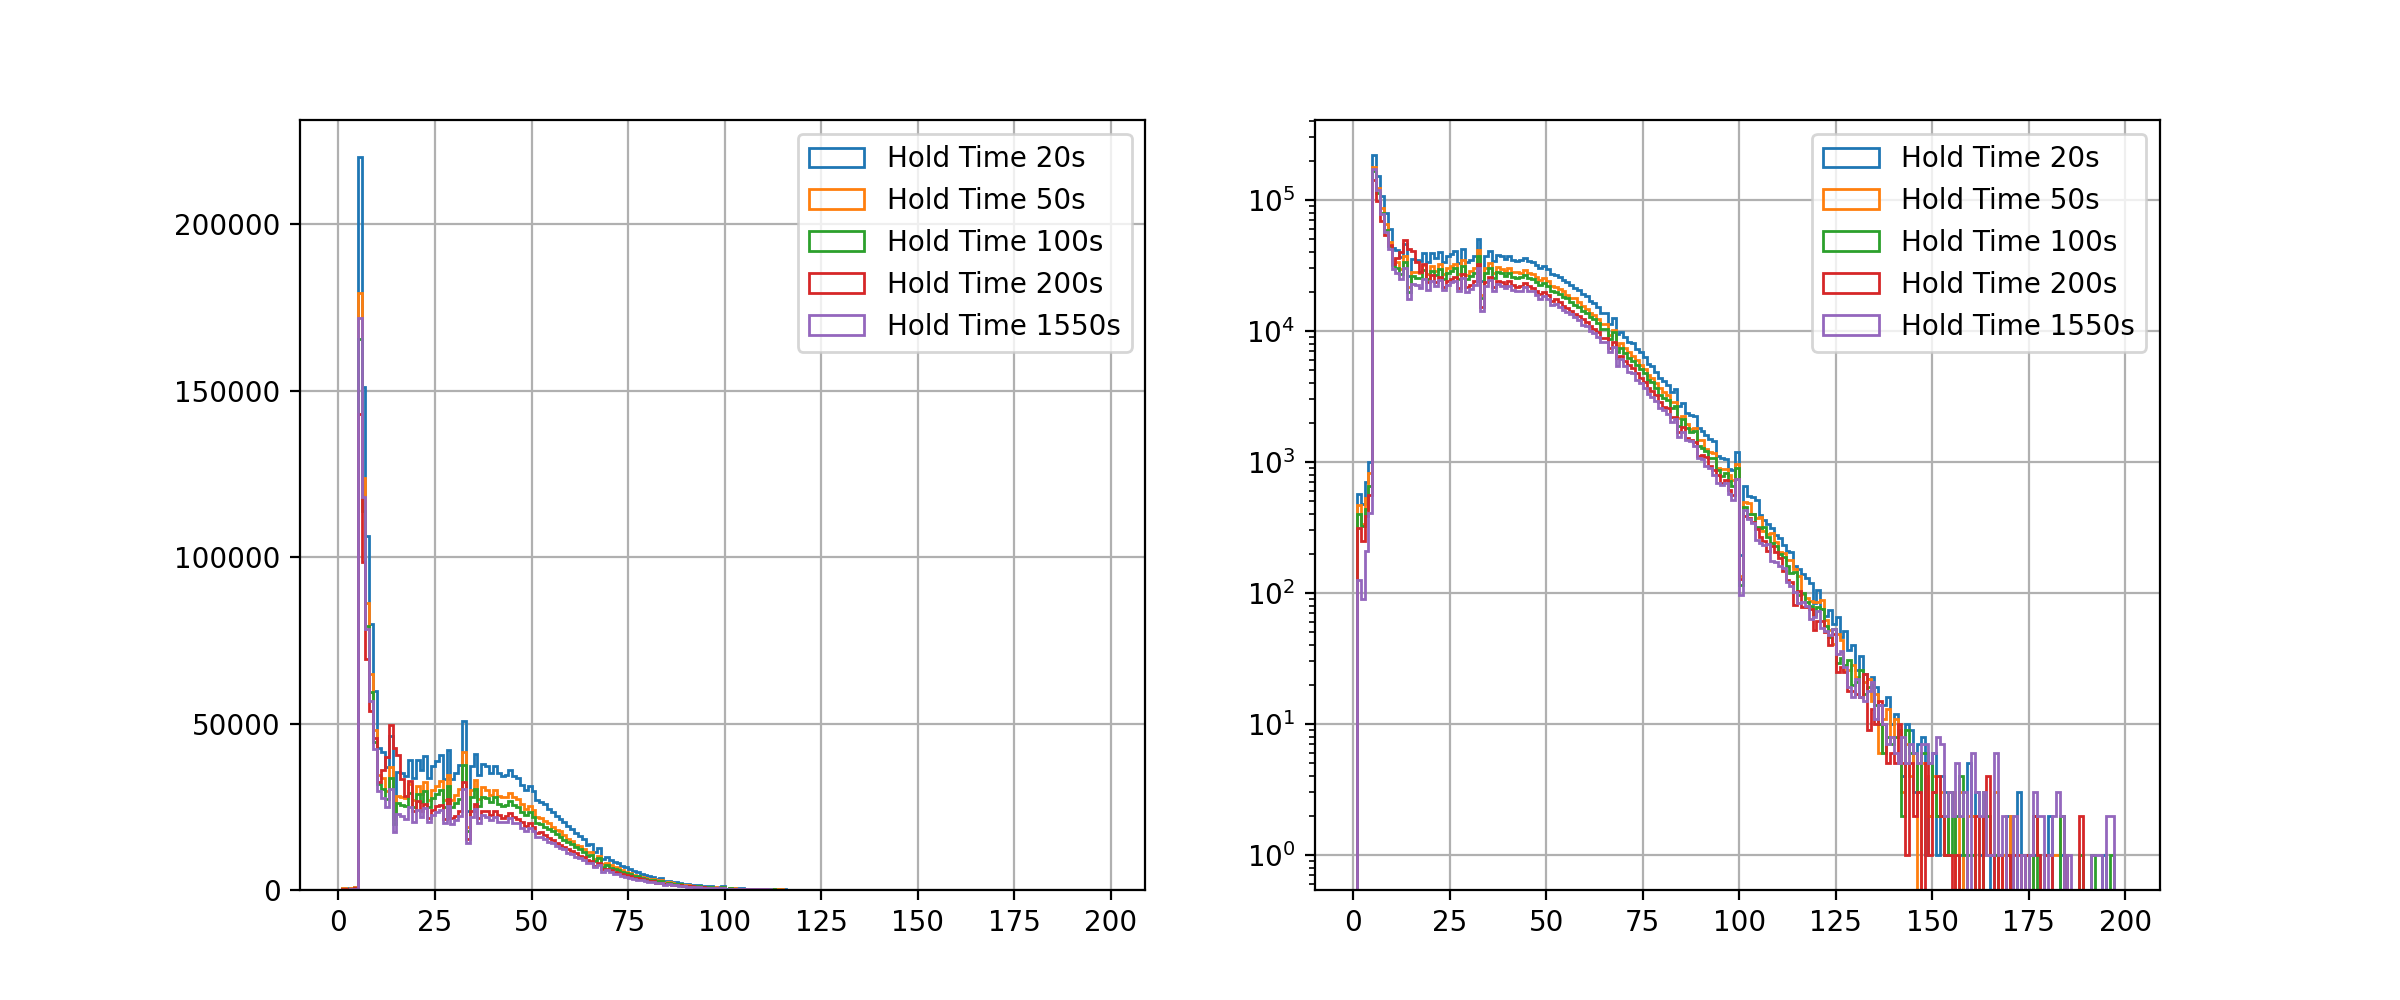 200000
150000
100000
50000
0
0 25 50 75 100 125 150 175 200
Hold Time 20s
Hold Time 50s
Hold Time 100s
Hold Time 200s
Hold Time 1550s
10⁵
10⁴
10³
10²
10¹
10⁰
0 25 50 75 100 125 150 175 200
Hold Time 20s
Hold Time 50s
Hold Time 100s
Hold Time 200s
Hold Time 1550s